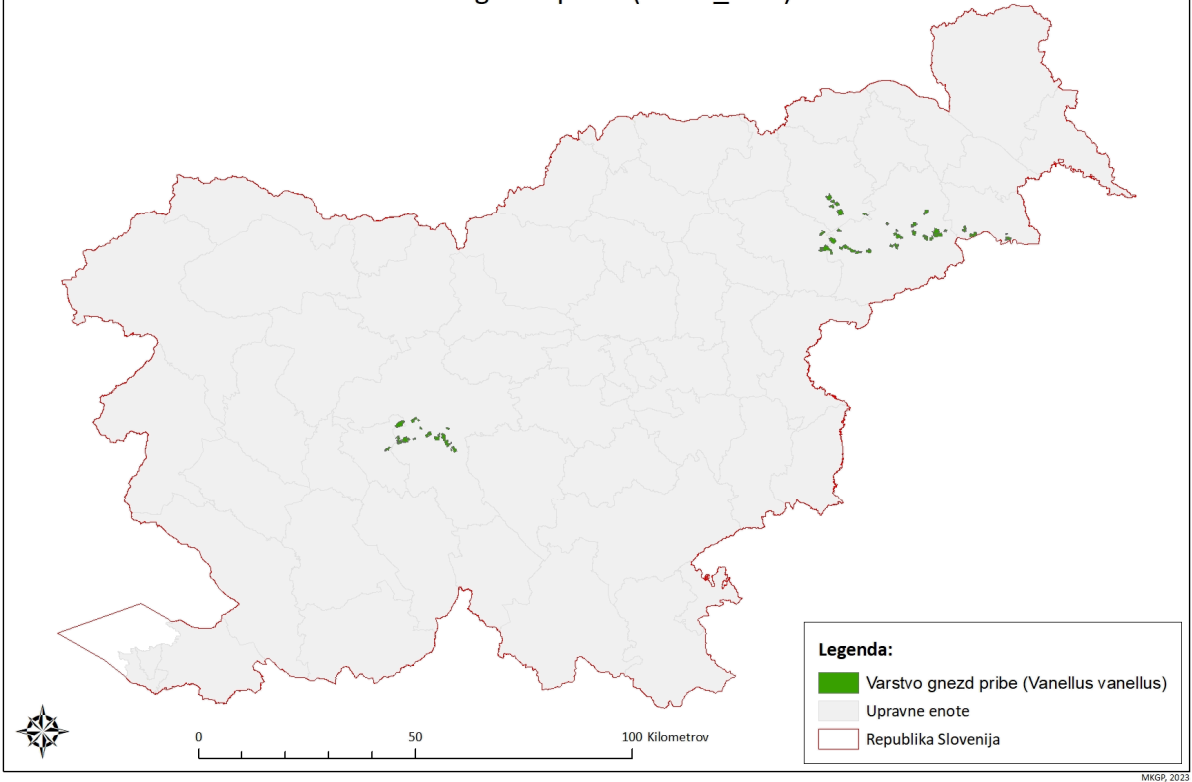 Legenda:
Varstvo gnezd pribe (Vanellus vanellus)
Upravne enote
Republika Slovenija
0 50 100 Kilometrov
MKGP, 2023